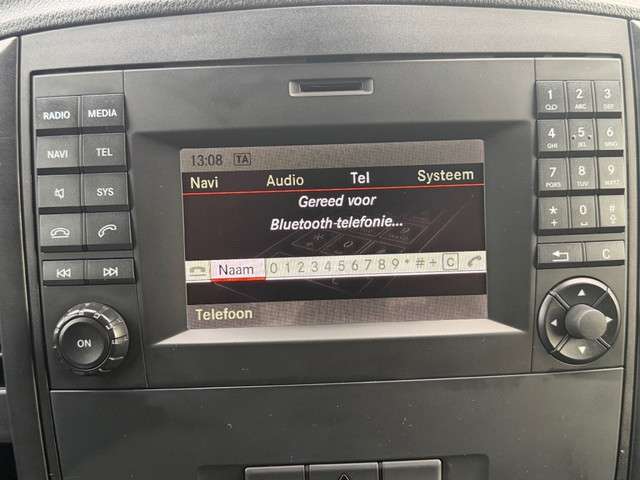 RADIO MEDIA
NAVI TEL
SYS
ON
13:08 TA
Navi Audio Tel Systeem
Gereed voor
Bluetooth-telefonie...
Naam 0 1 2 3 4 5 6 7 8 9 * # + C
Telefoon
1 2 ABC 3 DEF
4 GHI 5 JKL 6 MNO
7 PQRS 8 TUV 9 WXYZ
* 0 #
C